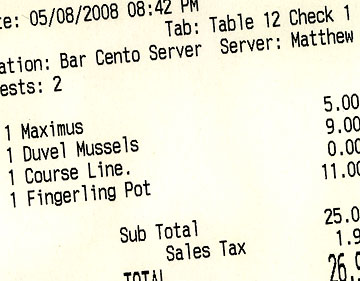 te: 05/08/2008 08:42 PM
Tab: Table 12 Check 1
ation: Bar Cento Server Server: Matthew
ests: 2
1 Maximus 5.00
1 Duvel Mussels 9.00
1 Course Line. 0.00
1 Fingerling Pot 11.00
Sub Total 25.0
Sales Tax 1.9
TOTAL 26.9